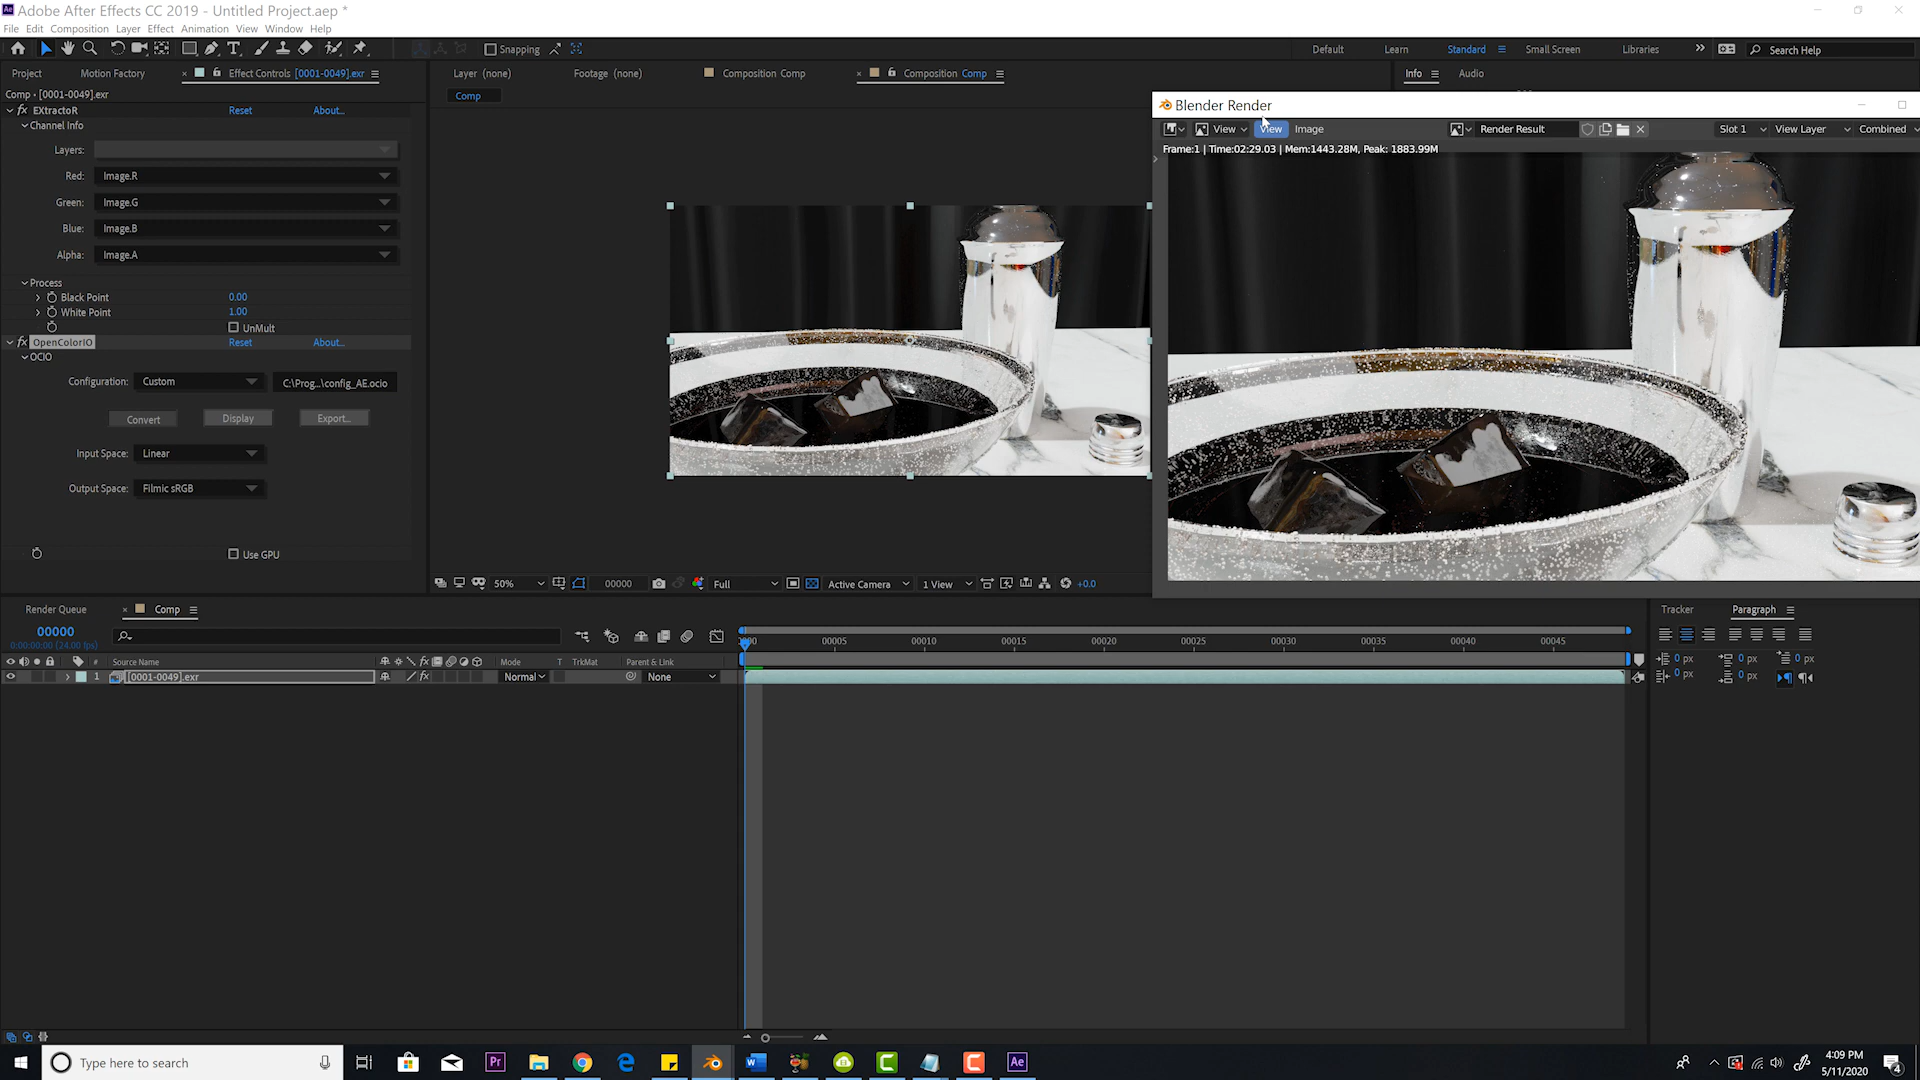 Adobe After Effects CC 2019 - Untitled Project.aep *
File Edit Composition Layer Effect Animation View Window Help
Snapping
Default Learn Standard Small Screen Libraries Search Help
Project Motion Factory Effect Controls [0001-0049].exr
Layer (none) Footage (none) Composition Comp Composition Comp
Info Audio
Comp • [0001-0049].exr
Comp
EXtractoR Reset About...
Channel Info
Layers:
Red: Image.R
Green: Image.G
Blue: Image.B
Alpha: Image.A
Process
Black Point 0.00
White Point 1.00
UnMult
OpenColorIO Reset About...
OCIO
Configuration: Custom C:\Prog...\config_AE.ocio
Convert Display Export...
Input Space: Linear
Output Space: Filmic sRGB
Use GPU
50% 00000 Full Active Camera 1 View +0.0
Blender Render
View View Image Render Result Slot 1 View Layer Combined
Frame:1 | Time:02:29.03 | Mem:1443.28M, Peak: 1883.99M
Render Queue Comp
00000
0:00:00:00 (24.00 fps)
00005 00010 00015 00020 00025 00030 00035 00040 00045
# Source Name Mode T TrkMat Parent & Link
1 [0001-0049].exr Normal None
Tracker Paragraph
0 px 0 px 0 px
0 px 0 px
Type here to search
4:09 PM
5/11/2020
4